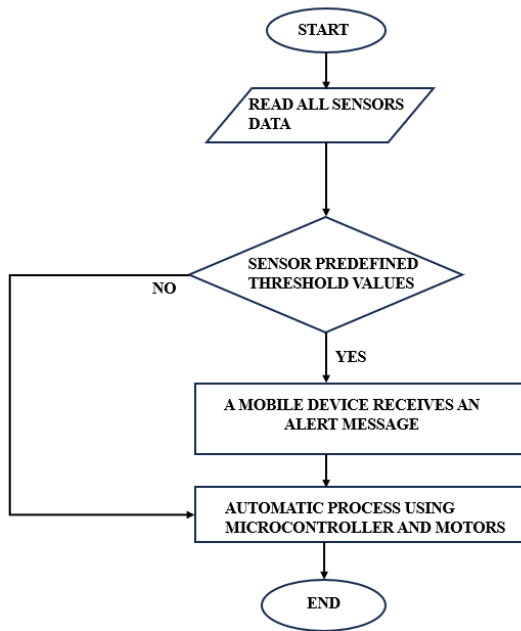 START
READ ALL SENSORS
DATA
SENSOR PREDEFINED
THRESHOLD VALUES
NO
YES
A MOBILE DEVICE RECEIVES AN
ALERT MESSAGE
AUTOMATIC PROCESS USING
MICROCONTROLLER AND MOTORS
END